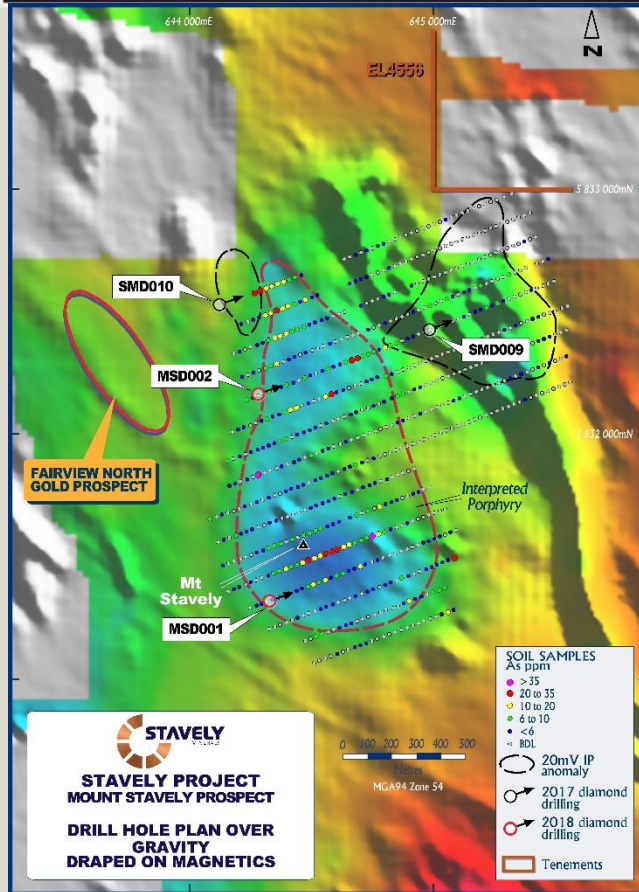 644 000mE
645 000mE
N
EL4556
5 833 000mN
SMD010
SMD009
MSD002
5 832 000mN
FAIRVIEW NORTH
GOLD PROSPECT
Interpreted
Porphyry
Mt
Stavely
MSD001
SOIL SAMPLES
As ppm
> 35
20 to 35
10 to 20
6 to 10
<6
BDL
20mV IP
anomaly
2017 diamond
drilling
2018 diamond
drilling
Tenements
STAVELY
MINERALS
STAVELY PROJECT
MOUNT STAVELY PROSPECT
DRILL HOLE PLAN OVER
GRAVITY
DRAPED ON MAGNETICS
0 100 200 300 400 500
Metres
MGA94 Zone 54